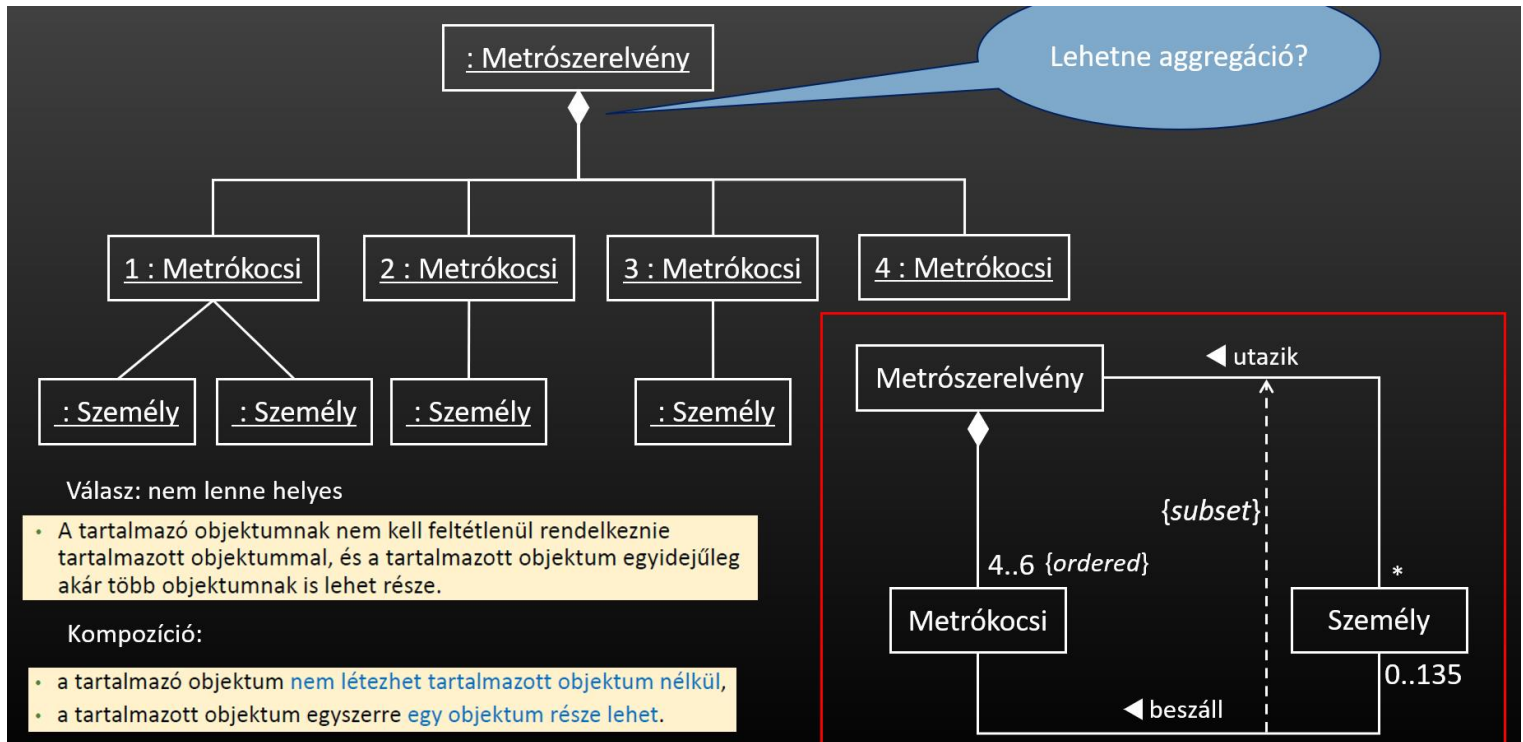 : Metrószerelvény
Lehetne aggregáció?
1 : Metrókocsi
2 : Metrókocsi
3 : Metrókocsi
4 : Metrókocsi
: Személy
: Személy
: Személy
: Személy
Válasz: nem lenne helyes
• A tartalmazó objektumnak nem kell feltétlenül rendelkeznie
tartalmazott objektummal, és a tartalmazott objektum egyidejűleg
akár több objektumnak is lehet része.
Kompozíció:
• a tartalmazó objektum nem létezhet tartalmazott objektum nélkül,
• a tartalmazott objektum egyszerre egy objektum része lehet.
Metrószerelvény
◀ utazik
{subset}
4..6 {ordered}
*
Metrókocsi
Személy
0..135
◀ beszáll